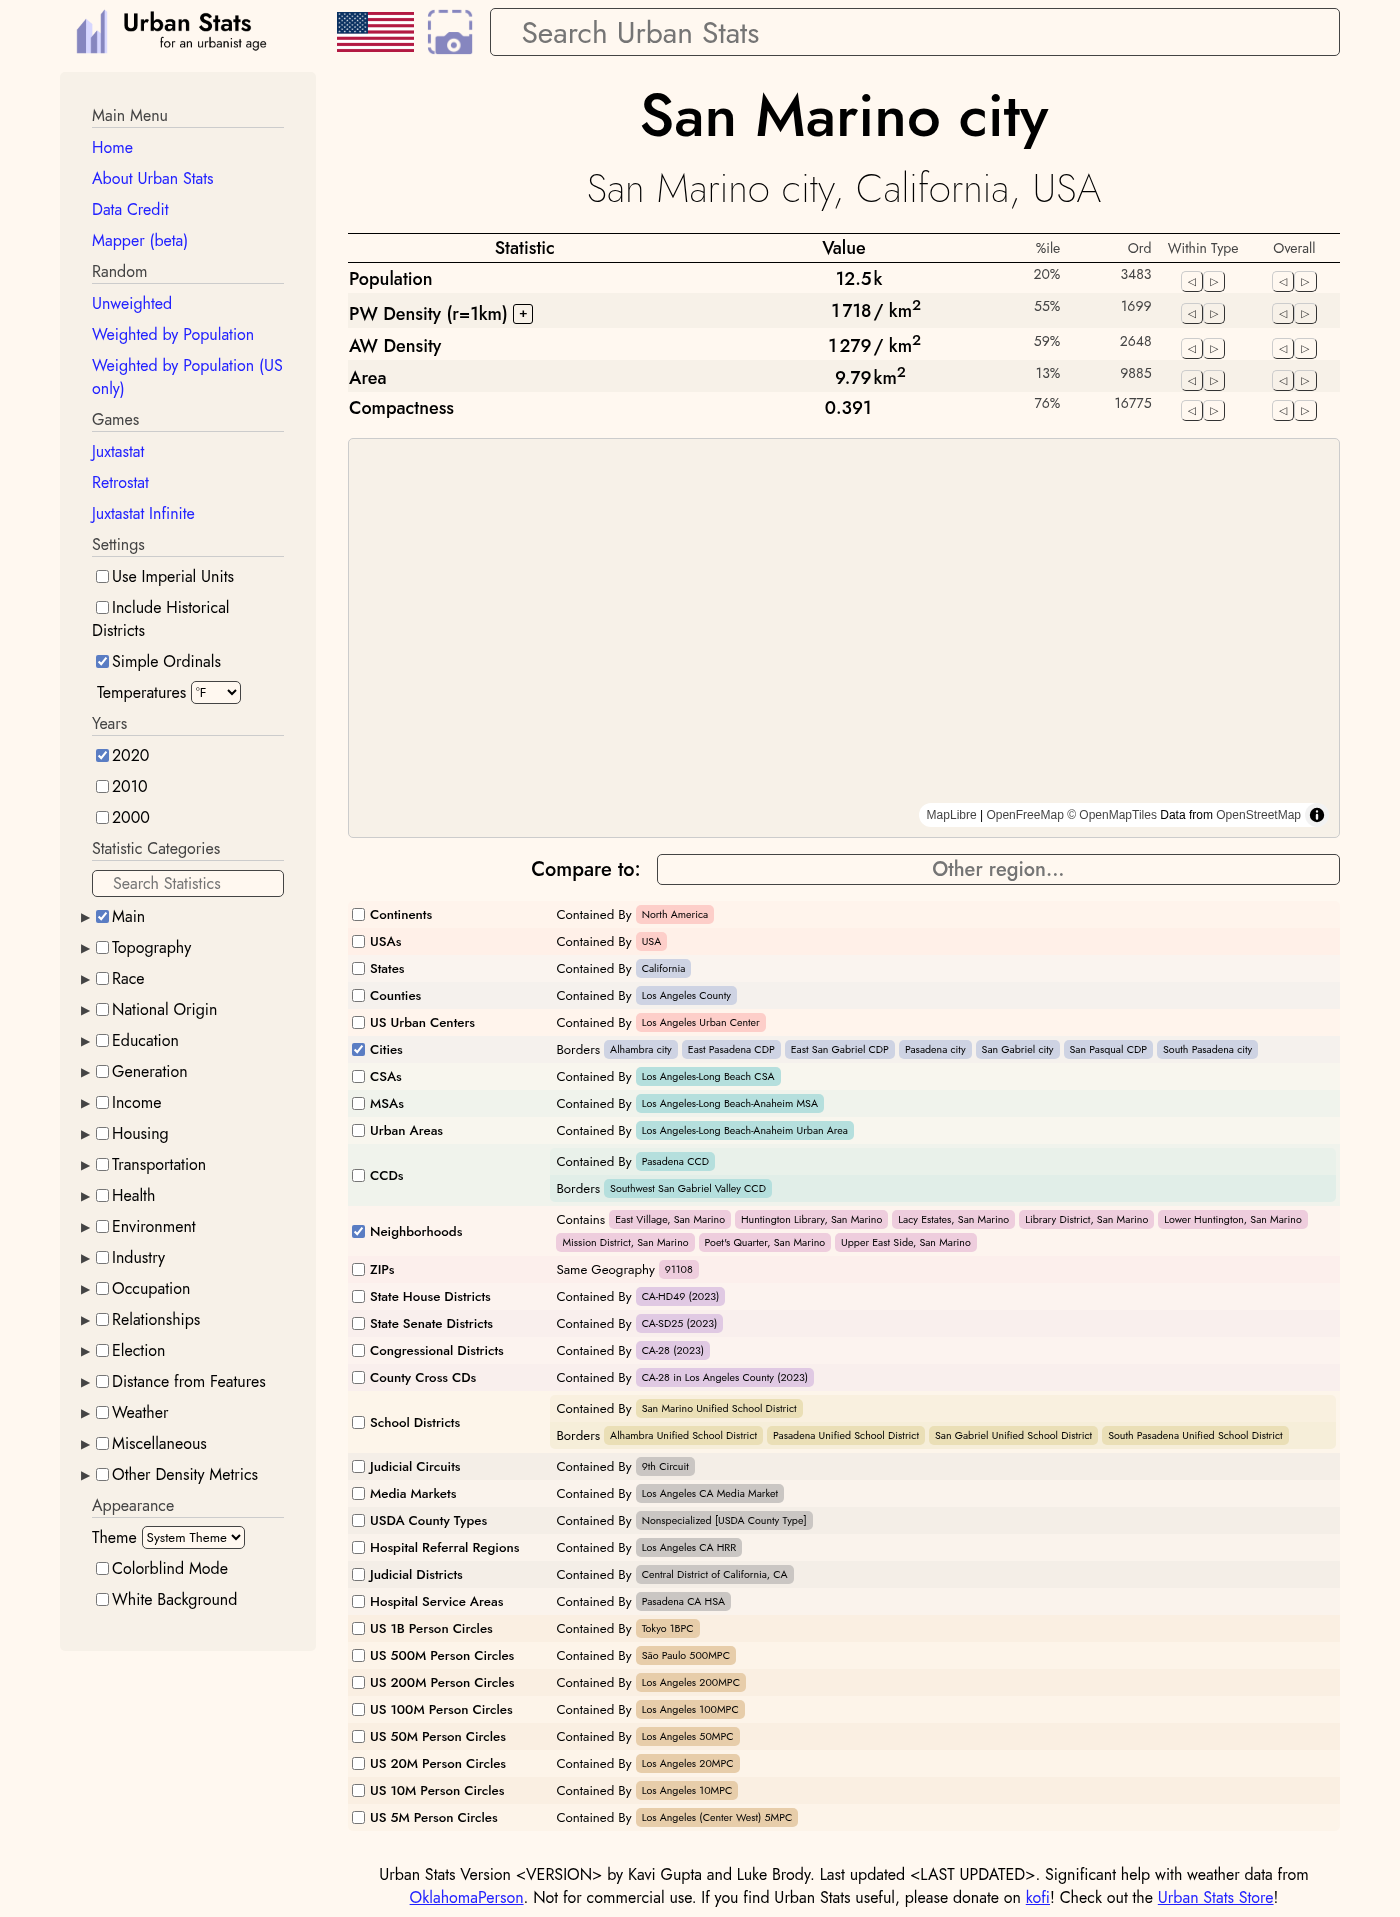 Urban Stats
for an urbanist age
Search Urban Stats
Main Menu
Home
About Urban Stats
Data Credit
Mapper (beta)
Random
Unweighted
Weighted by Population
Weighted by Population (US
only)
Games
Juxtastat
Retrostat
Juxtastat Infinite
Settings
Use Imperial Units
Include Historical
Districts
Simple Ordinals
Temperatures °F
Years
2020
2010
2000
Statistic Categories
Search Statistics
Main
Topography
Race
National Origin
Education
Generation
Income
Housing
Transportation
Health
Environment
Industry
Occupation
Relationships
Election
Distance from Features
Weather
Miscellaneous
Other Density Metrics
Appearance
Theme System Theme
Colorblind Mode
White Background
San Marino city
San Marino city, California, USA
Statistic Value %ile Ord Within Type Overall
Population 12.5k 20% 3483
PW Density (r=1km) + 1 718 / km² 55% 1699
AW Density 1 279 / km² 59% 2648
Area 9.79 km² 13% 9885
Compactness 0.391 76% 16775
MapLibre | OpenFreeMap © OpenMapTiles Data from OpenStreetMap
Compare to: Other region...
Continents Contained By North America
USAs Contained By USA
States Contained By California
Counties Contained By Los Angeles County
US Urban Centers Contained By Los Angeles Urban Center
Cities Borders Alhambra city East Pasadena CDP East San Gabriel CDP Pasadena city San Gabriel city San Pasqual CDP South Pasadena city
CSAs Contained By Los Angeles-Long Beach CSA
MSAs Contained By Los Angeles-Long Beach-Anaheim MSA
Urban Areas Contained By Los Angeles-Long Beach-Anaheim Urban Area
CCDs Contained By Pasadena CCD
Borders Southwest San Gabriel Valley CCD
Neighborhoods Contains East Village, San Marino Huntington Library, San Marino Lacy Estates, San Marino Library District, San Marino Lower Huntington, San Marino
Mission District, San Marino Poet's Quarter, San Marino Upper East Side, San Marino
ZIPs Same Geography 91108
State House Districts Contained By CA-HD49 (2023)
State Senate Districts Contained By CA-SD25 (2023)
Congressional Districts Contained By CA-28 (2023)
County Cross CDs Contained By CA-28 in Los Angeles County (2023)
School Districts Contained By San Marino Unified School District
Borders Alhambra Unified School District Pasadena Unified School District San Gabriel Unified School District South Pasadena Unified School District
Judicial Circuits Contained By 9th Circuit
Media Markets Contained By Los Angeles CA Media Market
USDA County Types Contained By Nonspecialized [USDA County Type]
Hospital Referral Regions Contained By Los Angeles CA HRR
Judicial Districts Contained By Central District of California, CA
Hospital Service Areas Contained By Pasadena CA HSA
US 1B Person Circles Contained By Tokyo 1BPC
US 500M Person Circles Contained By São Paulo 500MPC
US 200M Person Circles Contained By Los Angeles 200MPC
US 100M Person Circles Contained By Los Angeles 100MPC
US 50M Person Circles Contained By Los Angeles 50MPC
US 20M Person Circles Contained By Los Angeles 20MPC
US 10M Person Circles Contained By Los Angeles 10MPC
US 5M Person Circles Contained By Los Angeles (Center West) 5MPC
Urban Stats Version <VERSION> by Kavi Gupta and Luke Brody. Last updated <LAST UPDATED>. Significant help with weather data from
OklahomaPerson. Not for commercial use. If you find Urban Stats useful, please donate on kofi! Check out the Urban Stats Store!